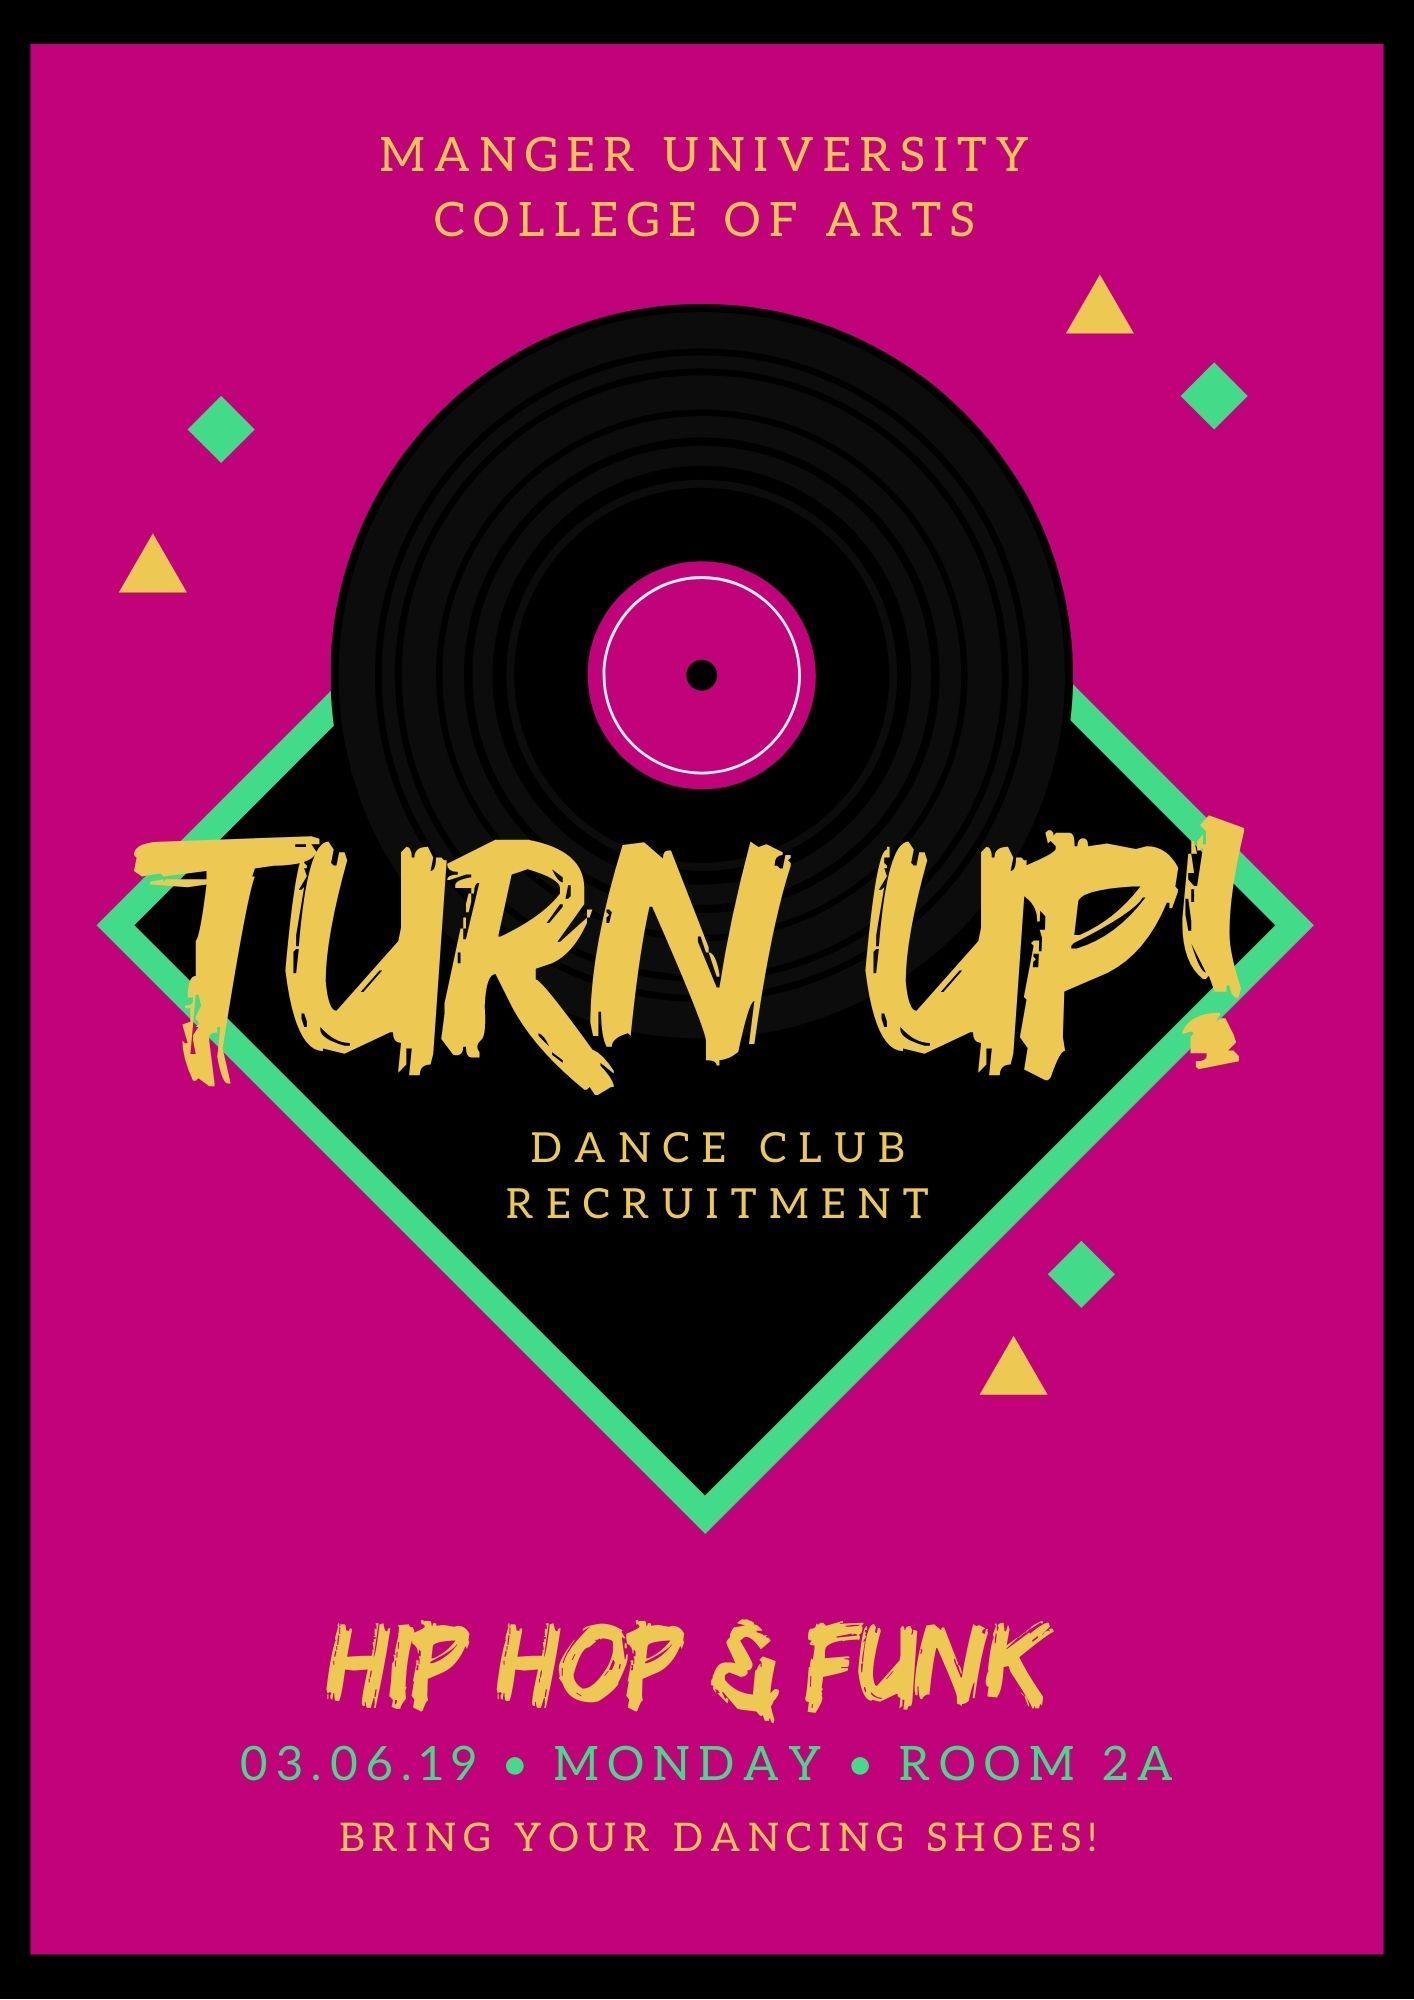 MANGER UNIVERSITY
COLLEGE OF ARTS
TURN UP!
DANCE CLUB
RECRUITMENT
HIP HOP & FUNK
03.06.19 • MONDAY • ROOM 2A
BRING YOUR DANCING SHOES!